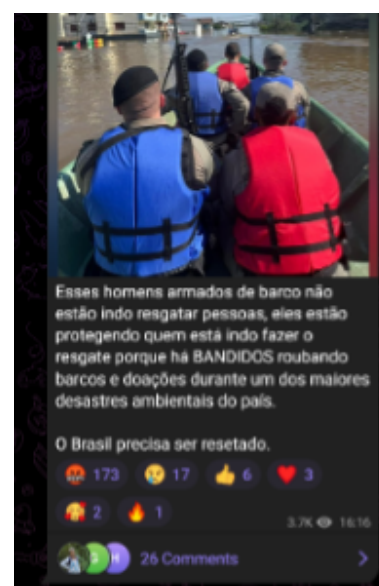 Esses homens armados de barco não
estão indo resgatar pessoas, eles estão
protegendo quem está indo fazer o
resgate porque há BANDIDOS roubando
barcos e doações durante um dos maiores
desastres ambientais do país.
O Brasil precisa ser resetado.
173 17 6 3
2 1
3.7K 16:16
G H 26 Comments